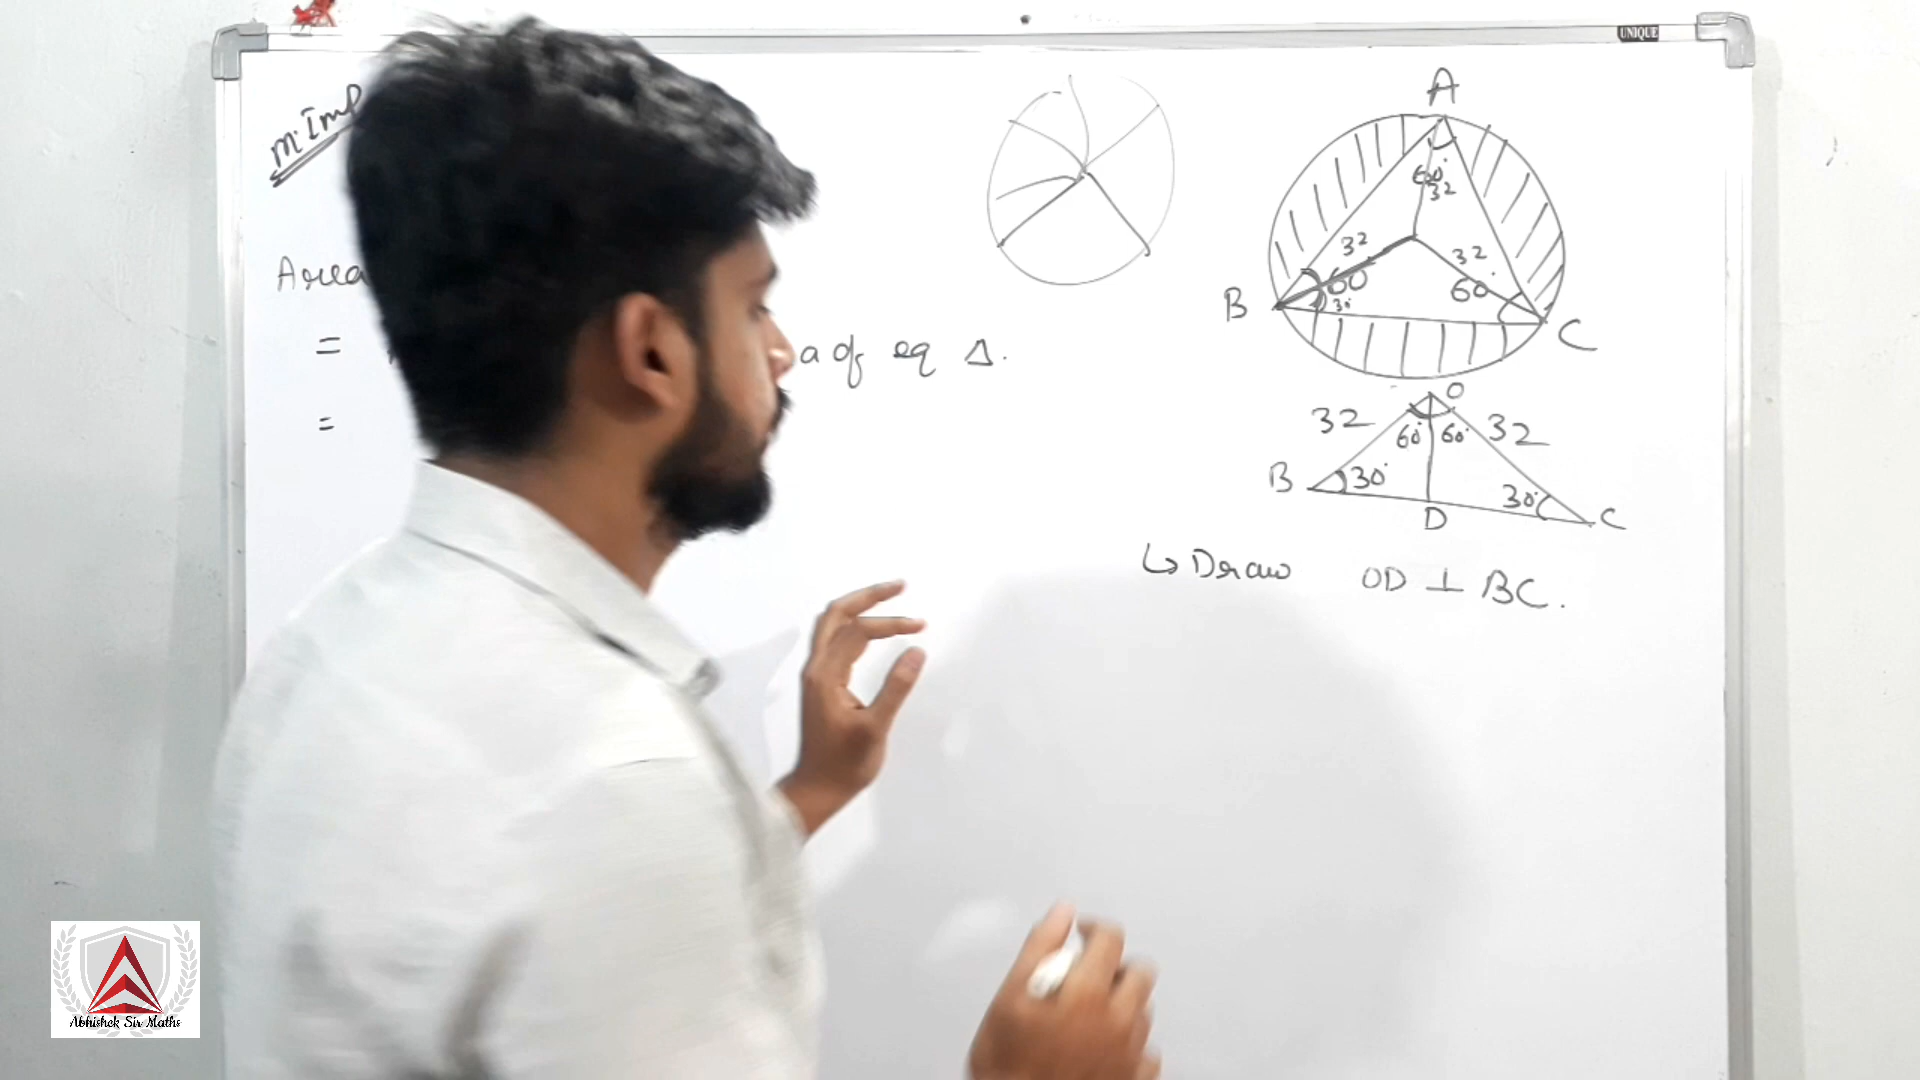 UNIQUE
M. Imp
Area
= a of eq Δ.
=
A
60°
32
32
32
60
60°
30°
B
C
O
32
60° 60°
32
B
30°
30°
C
D
↳ Draw OD ⊥ BC.
Abhishek Sir Maths